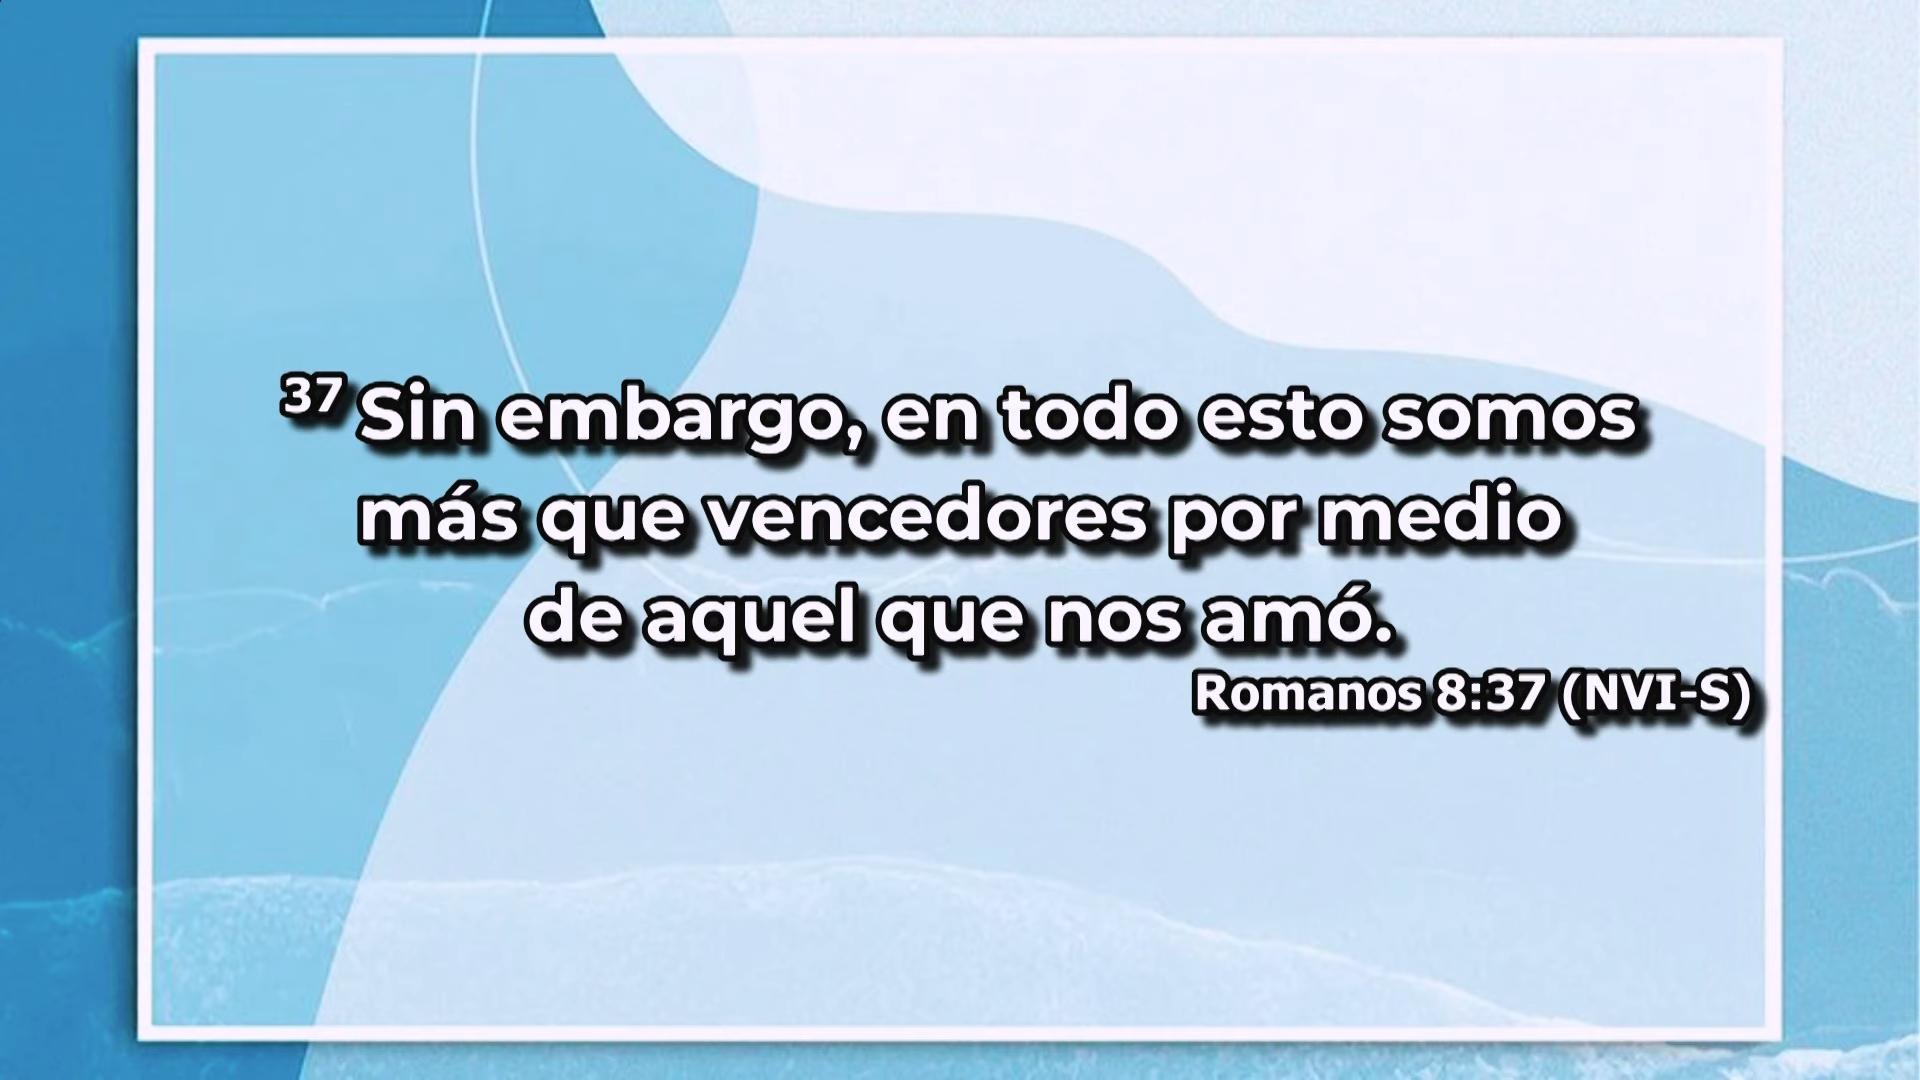 37 Sin embargo, en todo esto somos
más que vencedores por medio
de aquel que nos amó.
Romanos 8:37 (NVI-S)